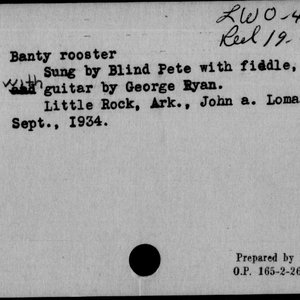 LWO-4
Reel 19.
Banty rooster
Sung by Blind Pete with fiddle,
with guitar by George Ryan.
Little Rock, Ark., John a. Loma
Sept., 1934.
Prepared by
O.P. 165-2-26